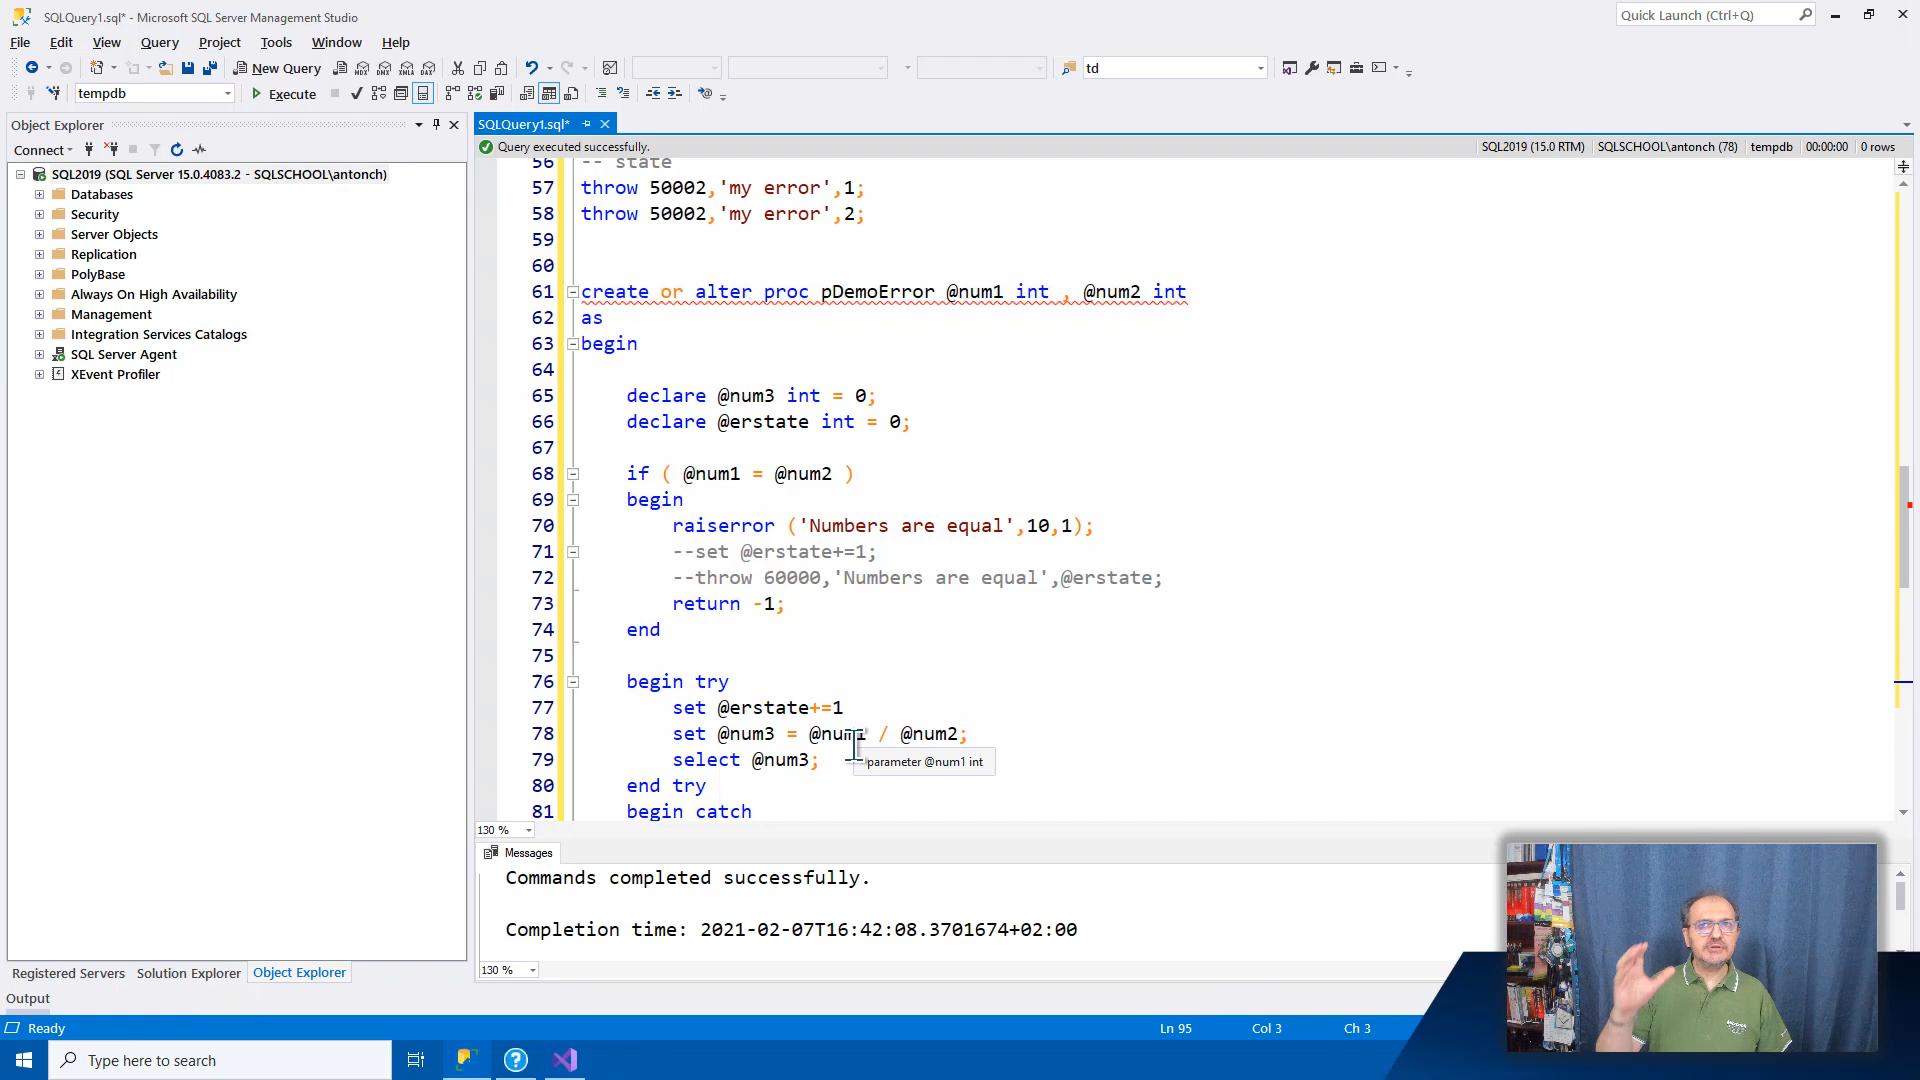 SQLQuery1.sql* - Microsoft SQL Server Management Studio
Quick Launch (Ctrl+Q)
File Edit View Query Project Tools Window Help
New Query
MDX DMX XMLA DAX
td
tempdb
Execute
Object Explorer
SQLQuery1.sql*
Connect
Query executed successfully.
SQL2019 (15.0 RTM) SQLSCHOOL\antonch (78) tempdb 00:00:00 0 rows
SQL2019 (SQL Server 15.0.4083.2 - SQLSCHOOL\antonch)
Databases
Security
Server Objects
Replication
PolyBase
Always On High Availability
Management
Integration Services Catalogs
SQL Server Agent
XEvent Profiler
56 -- state
57 throw 50002,'my error',1;
58 throw 50002,'my error',2;
59
60
61 create or alter proc pDemoError @num1 int , @num2 int
62 as
63 begin
64
65 declare @num3 int = 0;
66 declare @erstate int = 0;
67
68 if ( @num1 = @num2 )
69 begin
70 raiserror ('Numbers are equal',10,1);
71 --set @erstate+=1;
72 --throw 60000,'Numbers are equal',@erstate;
73 return -1;
74 end
75
76 begin try
77 set @erstate+=1
78 set @num3 = @num1 / @num2;
79 select @num3;
parameter @num1 int
80 end try
81 begin catch
130 %
Messages
Commands completed successfully.
Completion time: 2021-02-07T16:42:08.3701674+02:00
130 %
Registered Servers Solution Explorer Object Explorer
Output
Ready
Ln 95 Col 3 Ch 3
Type here to search